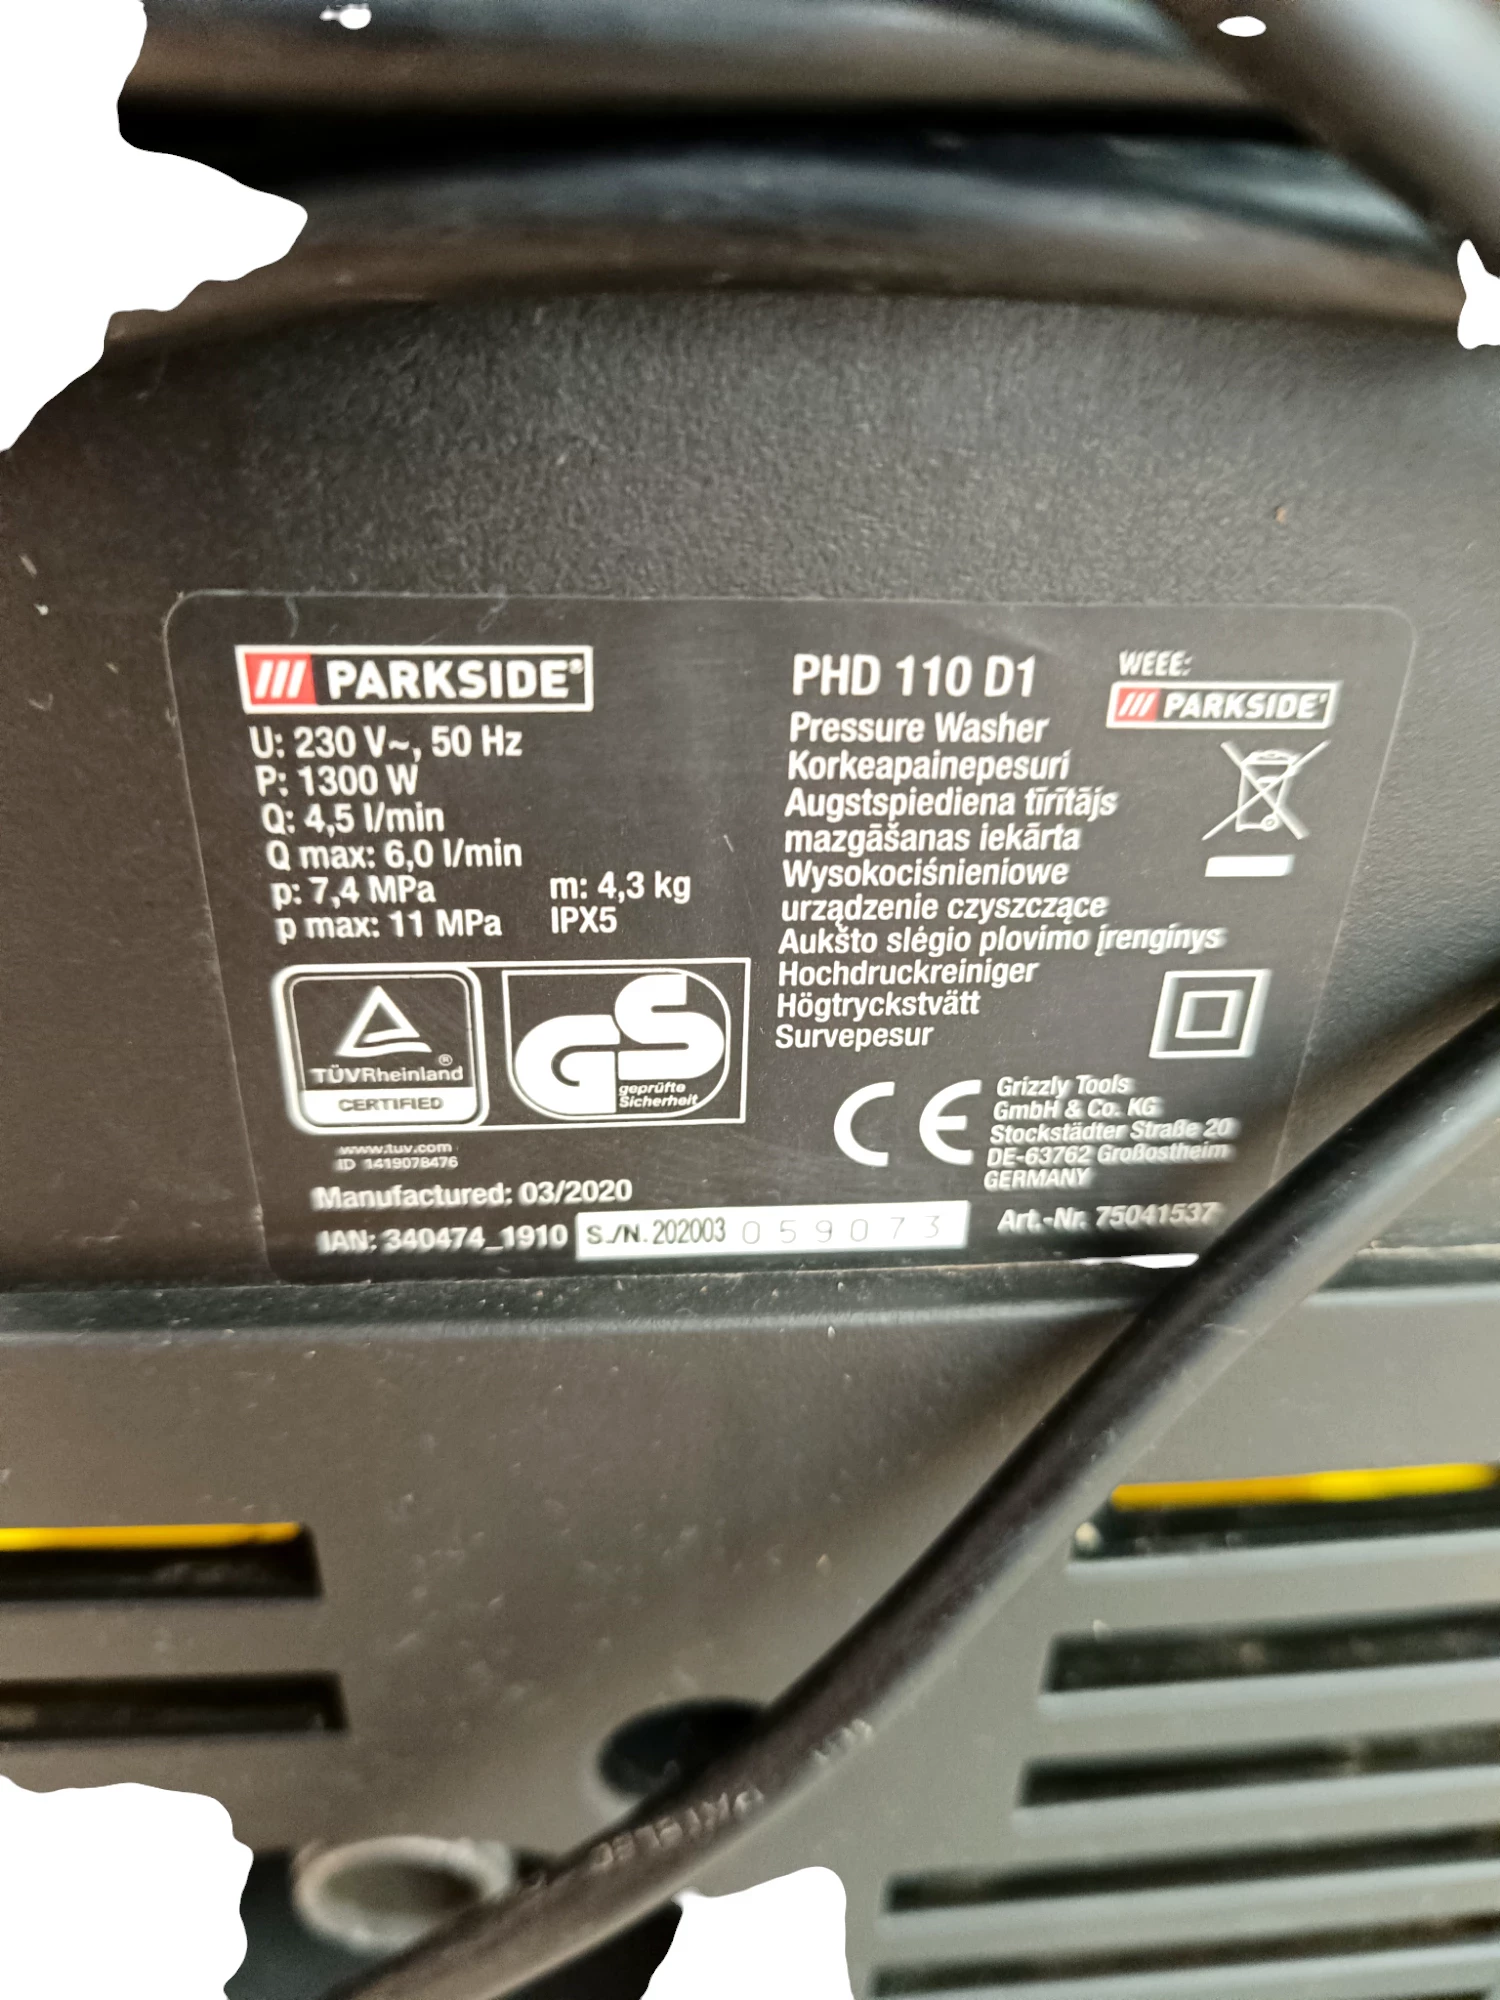 PARKSIDE®
U: 230 V~, 50 Hz
P: 1300 W
Q: 4,5 l/min
Q max: 6,0 l/min
p: 7,4 MPa
m: 4,3 kg
p max: 11 MPa
IPX5
TÜVRheinland®
CERTIFIED
www.tuv.com
ID 1419078476
GS
geprüfte
Sicherheit
Manufactured: 03/2020
IAN: 340474_1910
S./N. 202003 059073
PHD 110 D1
Pressure Washer
Korkeapainepesuri
Augstspiediena tīrītājs
mazgāšanas iekārta
Wysokociśnieniowe
urządzenie czyszczące
Aukšto slėgio plovimo įrenginys
Hochdruckreiniger
Högtryckstvätt
Survepesur
WEEE:
PARKSIDE®
CE
Grizzly Tools
GmbH & Co. KG
Stockstädter Straße 20
DE-63762 Großostheim
GERMANY
Art.-Nr. 75041537